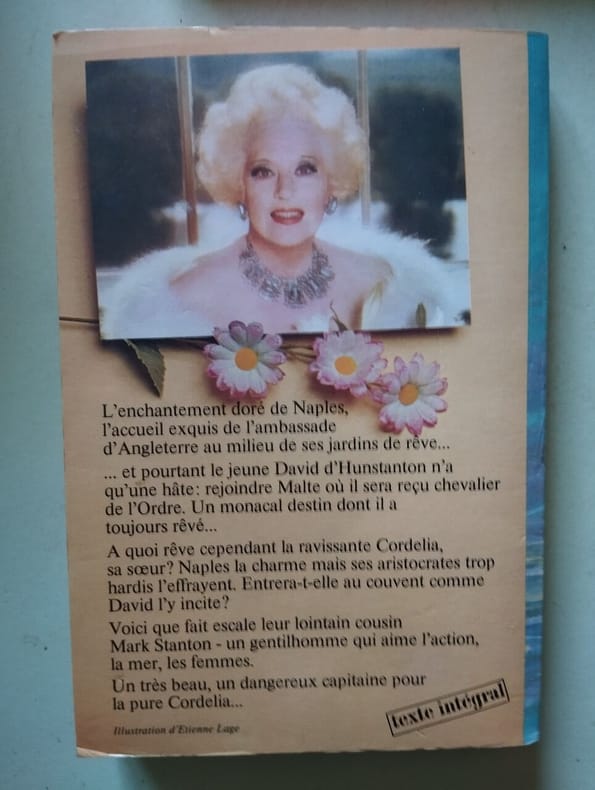 L'enchantement doré de Naples,
l'accueil exquis de l'ambassade
d'Angleterre au milieu de ses jardins de rêve...
... et pourtant le jeune David d'Hunstanton n'a
qu'une hâte: rejoindre Malte où il sera reçu chevalier
de l'Ordre. Un monacal destin dont il a
toujours rêvé...
A quoi rêve cependant la ravissante Cordelia,
sa sœur? Naples la charme mais ses aristocrates trop
hardis l'effrayent. Entrera-t-elle au couvent comme
David l'y incite?
Voici que fait escale leur lointain cousin
Mark Stanton - un gentilhomme qui aime l'action,
la mer, les femmes.
Un très beau, un dangereux capitaine pour
la pure Cordelia...
texte intégral
Illustration d'Etienne Lage